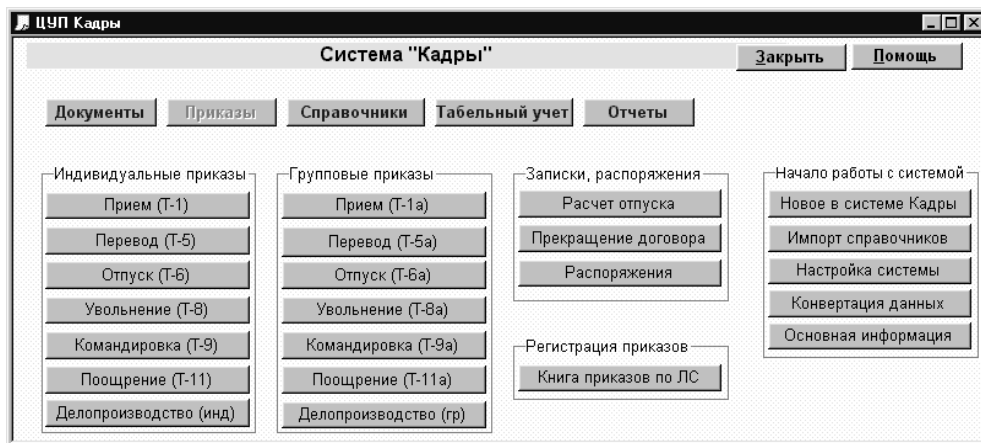 ЦУП Кадры
Система "Кадры"
Закрыть
Помощь
Документы
Приказы
Справочники
Табельный учет
Отчеты
Индивидуальные приказы
Прием (Т-1)
Перевод (Т-5)
Отпуск (Т-6)
Увольнение (Т-8)
Командировка (Т-9)
Поощрение (Т-11)
Делопроизводство (инд)
Групповые приказы
Прием (Т-1а)
Перевод (Т-5а)
Отпуск (Т-6а)
Увольнение (Т-8а)
Командировка (Т-9а)
Поощрение (Т-11а)
Делопроизводство (гр)
Записки, распоряжения
Расчет отпуска
Прекращение договора
Распоряжения
Регистрация приказов
Книга приказов по ЛС
Начало работы с системой
Новое в системе Кадры
Импорт справочников
Настройка системы
Конвертация данных
Основная информация